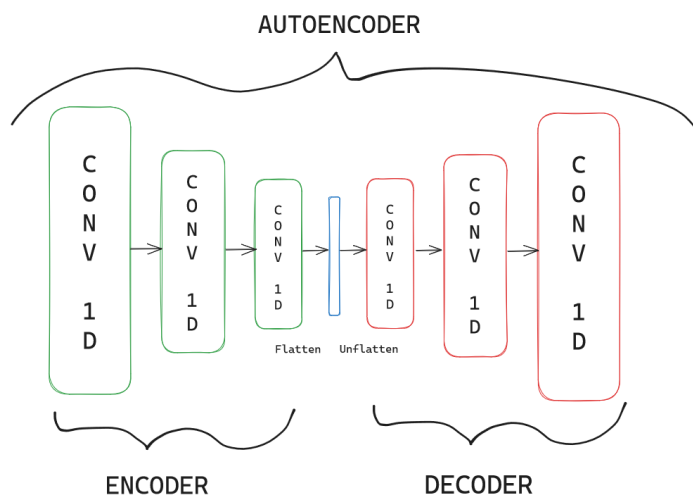 AUTOENCODER
CONV 1D
CONV 1D
CONV 1D
CONV 1D
CONV 1D
CONV 1D
Flatten
Unflatten
ENCODER
DECODER